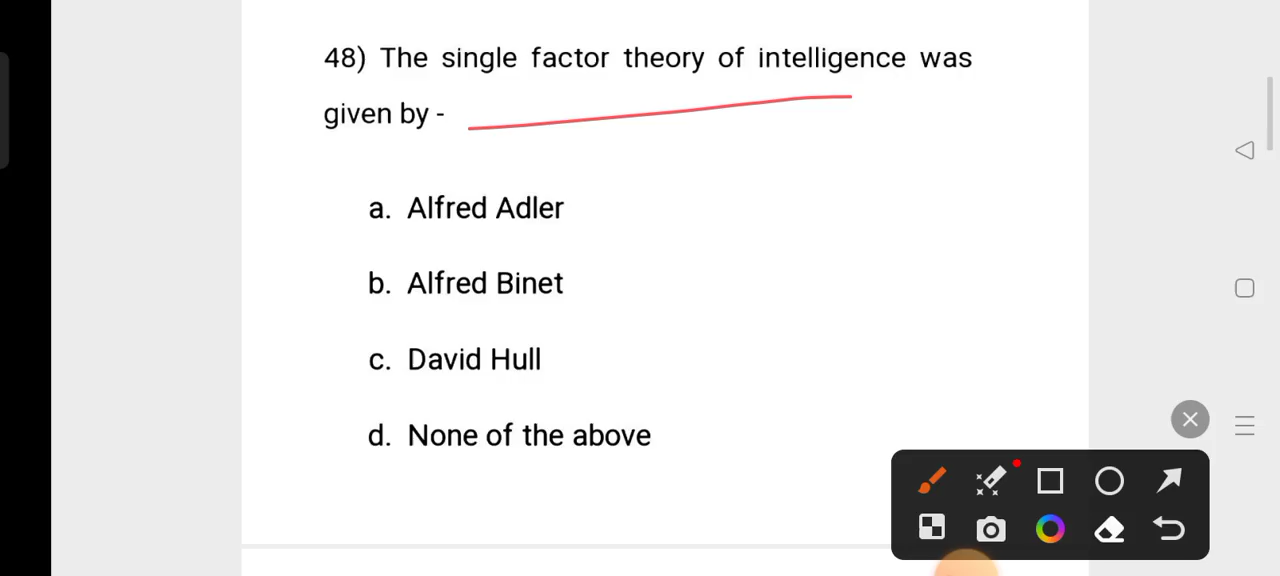 48) The single factor theory of intelligence was
given by -
a. Alfred Adler
b. Alfred Binet
c. David Hull
d. None of the above